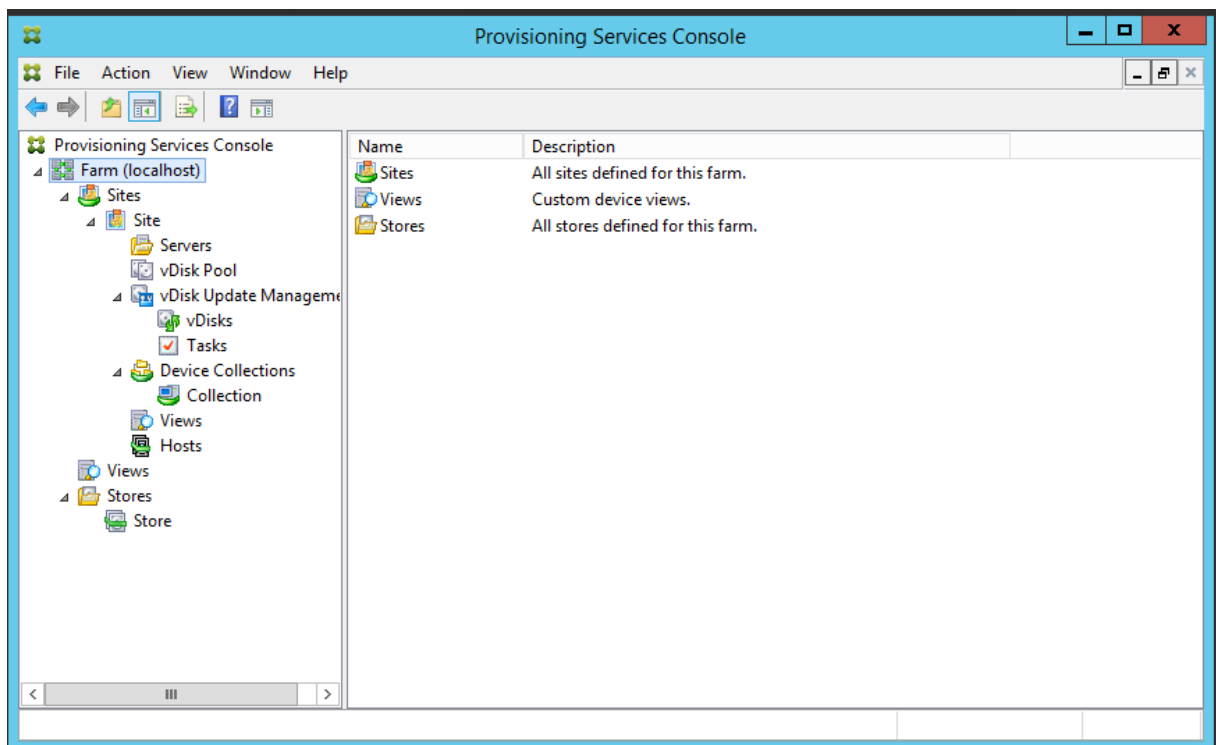 Provisioning Services Console
File Action View Window Help
Provisioning Services Console
Farm (localhost)
Sites
Site
Servers
vDisk Pool
vDisk Update Manageme
vDisks
Tasks
Device Collections
Collection
Views
Hosts
Views
Stores
Store
Name Description
Sites All sites defined for this farm.
Views Custom device views.
Stores All stores defined for this farm.